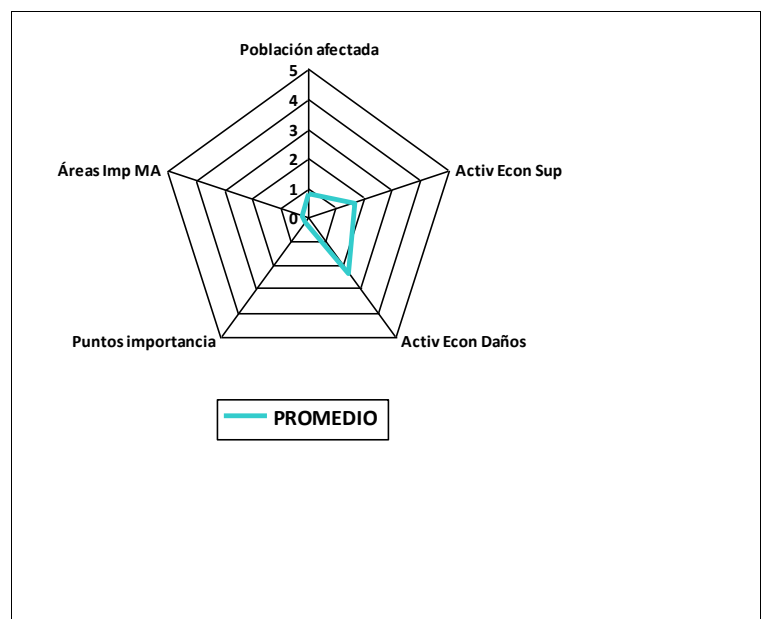 Población afectada
5
4
3
2
1
0
Áreas Imp MA
Activ Econ Sup
Puntos importancia
Activ Econ Daños
PROMEDIO